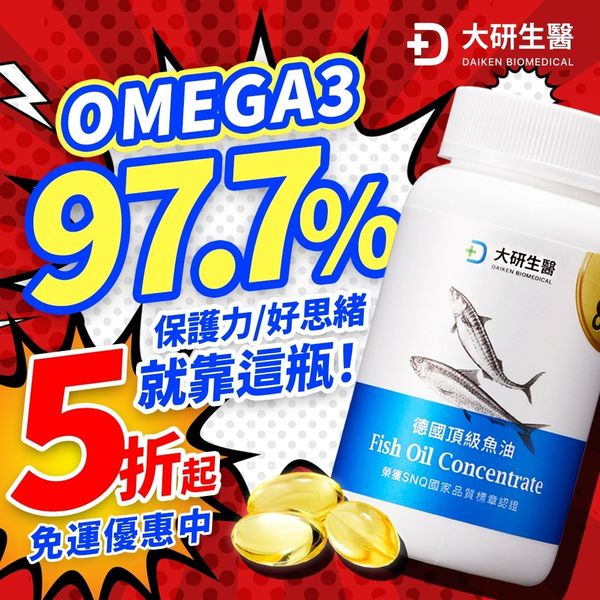 大研生醫
DAIKEN BIOMEDICAL
OMEGA3
97.7%
保護力/好思緒
就靠這瓶！
5折起
免運優惠中
大研生醫
DAIKEN BIOMEDICAL
德國頂級魚油
Fish Oil Concentrate
榮獲SNQ國家品質標章認證